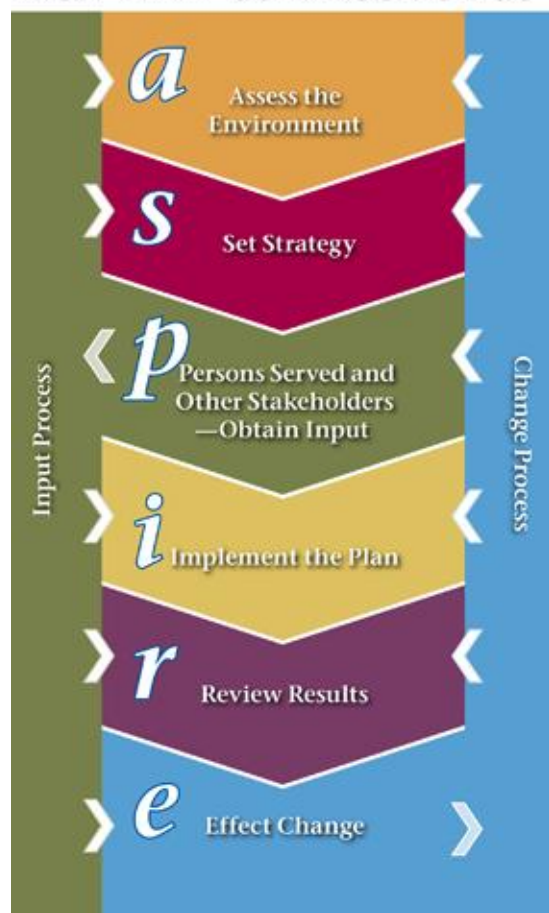 a
Assess the
Environment
s
Set Strategy
p
Persons Served and
Other Stakeholders
—Obtain Input
i
Implement the Plan
r
Review Results
e
Effect Change
Input Process
Change Process